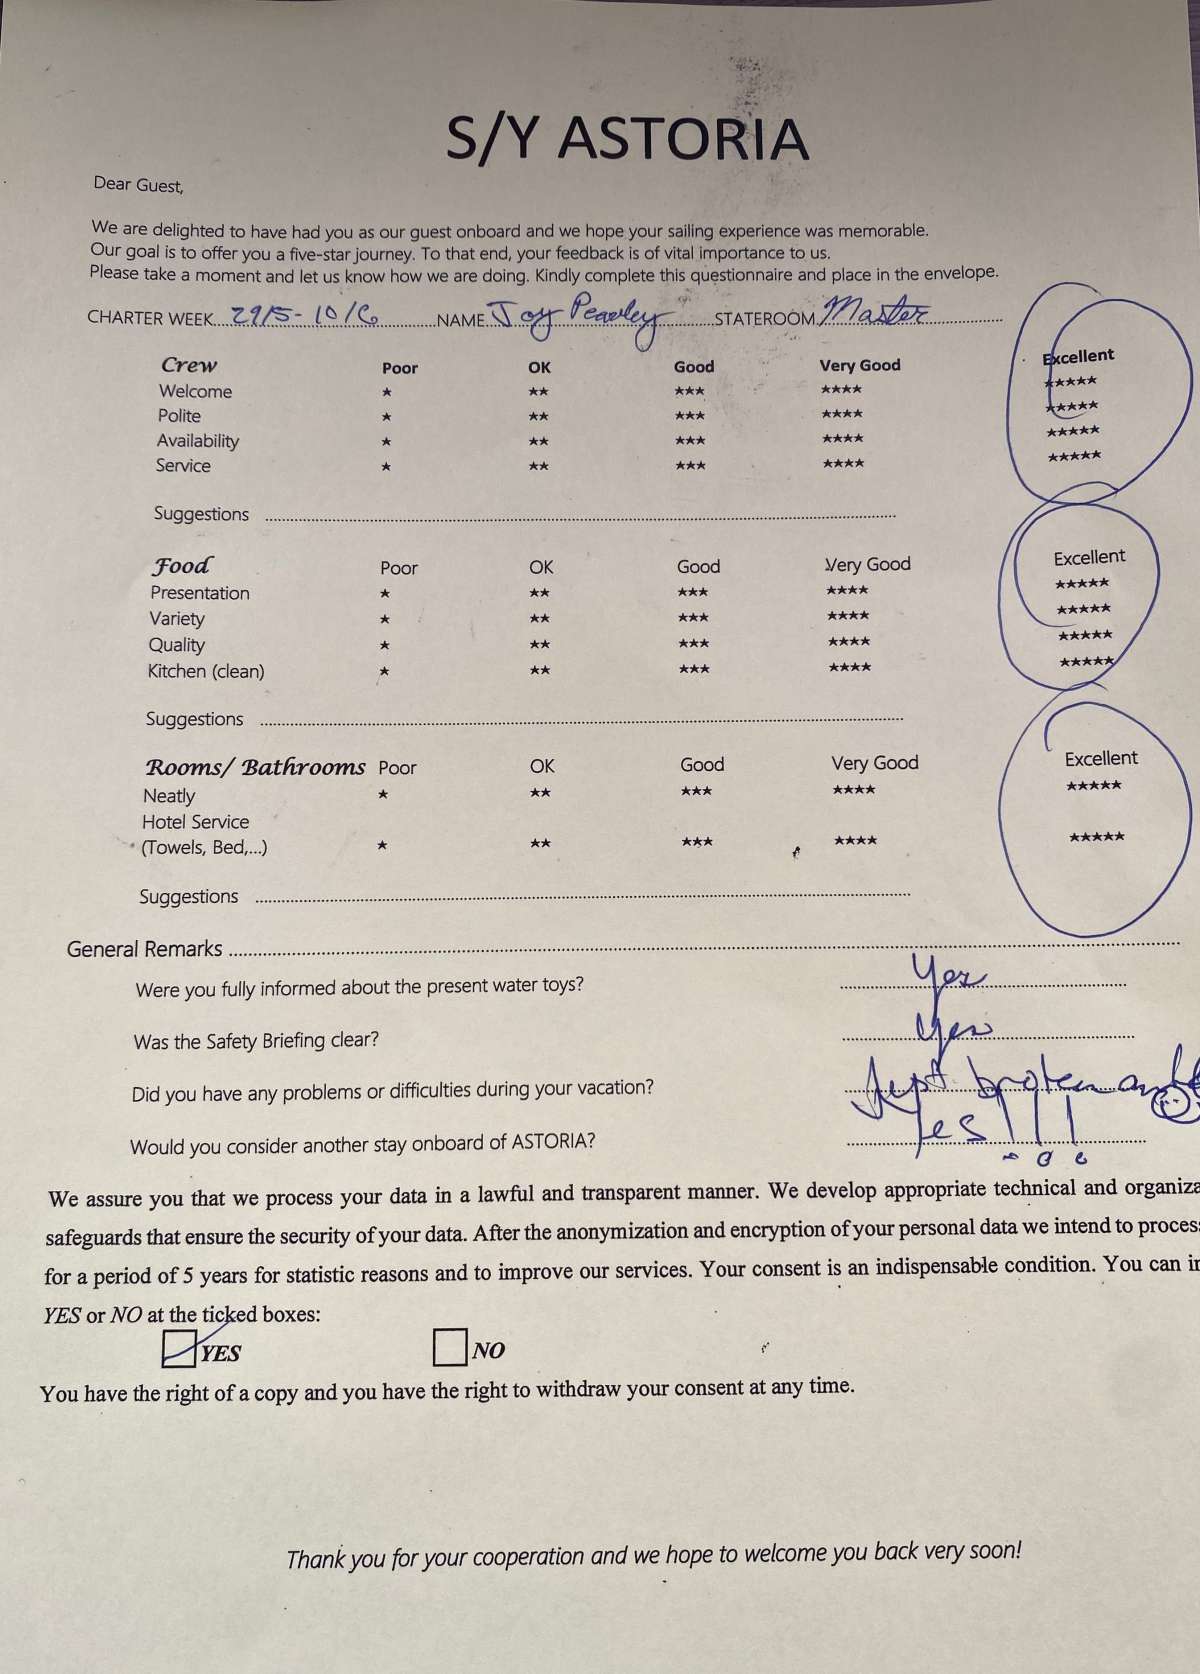 S/Y ASTORIA
Dear Guest,
We are delighted to have had you as our guest onboard and we hope your sailing experience was memorable.
Our goal is to offer you a five-star journey. To that end, your feedback is of vital importance to us.
Please take a moment and let us know how we are doing. Kindly complete this questionnaire and place in the envelope.
CHARTER WEEK 29/5-10/6 NAME Joy STATEROOM Master
Crew Poor OK Good Very Good Excellent
Welcome ★ ★★ ★★★ ★★★★ ★★★★★
Polite ★ ★★ ★★★ ★★★★ ★★★★★
Availability ★ ★★ ★★★ ★★★★ ★★★★★
Service ★ ★★ ★★★ ★★★★ ★★★★★
Suggestions
Food Poor OK Good Very Good Excellent
Presentation ★ ★★ ★★★ ★★★★ ★★★★★
Variety ★ ★★ ★★★ ★★★★ ★★★★★
Quality ★ ★★ ★★★ ★★★★ ★★★★★
Kitchen (clean) ★ ★★ ★★★ ★★★★ ★★★★★
Suggestions
Rooms/ Bathrooms Poor OK Good Very Good Excellent
Neatly ★ ★★ ★★★ ★★★★ ★★★★★
Hotel Service
(Towels, Bed,...) ★ ★★ ★★★ ★★★★ ★★★★★
Suggestions
General Remarks
Were you fully informed about the present water toys? Yes
Was the Safety Briefing clear? Yes
Did you have any problems or difficulties during your vacation? Just broken
Would you consider another stay onboard of ASTORIA? Yes!!!
We assure you that we process your data in a lawful and transparent manner. We develop appropriate technical and organiza
safeguards that ensure the security of your data. After the anonymization and encryption of your personal data we intend to proces
for a period of 5 years for statistic reasons and to improve our services. Your consent is an indispensable condition. You can in
YES or NO at the ticked boxes:
YES NO
You have the right of a copy and you have the right to withdraw your consent at any time.
Thank you for your cooperation and we hope to welcome you back very soon!